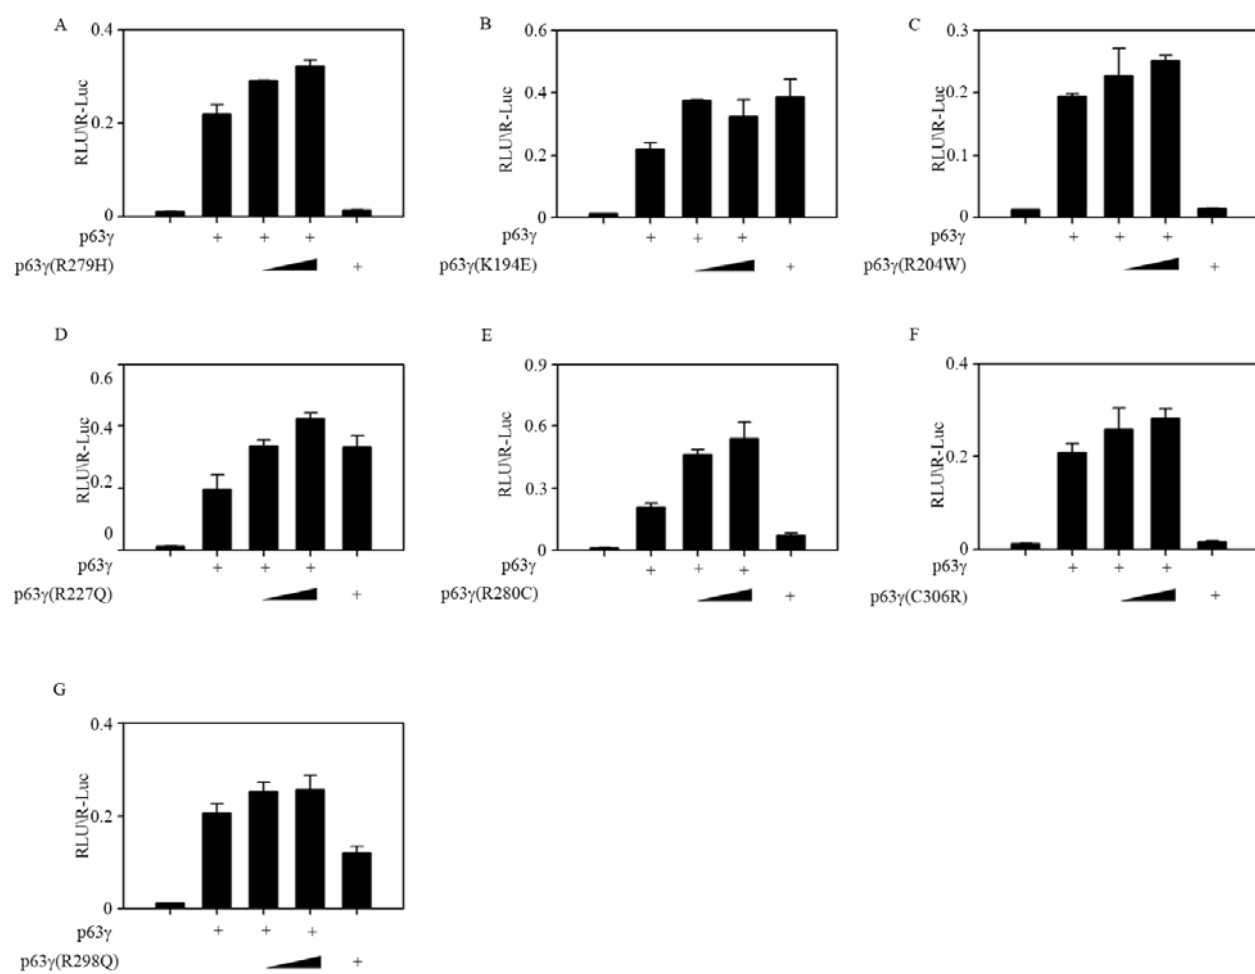 A
0.4
0.2
0
RLU\R-Luc
p63γ + + +
p63γ(R279H) +
B
0.6
0.4
0.2
0
RLU\R-Luc
p63γ + + +
p63γ(K194E) +
C
0.3
0.2
0.1
0
RLU\R-Luc
p63γ + + +
p63γ(R204W) +
D
0.6
0.4
0.2
0
RLU\R-Luc
p63γ + + +
p63γ(R227Q) +
E
0.9
0.6
0.3
0
RLU\R-Luc
p63γ + + +
p63γ(R280C) +
F
0.4
0.2
0
RLU\R-Luc
p63γ + + +
p63γ(C306R) +
G
0.4
0.2
0
RLU\R-Luc
p63γ + + +
p63γ(R298Q) +